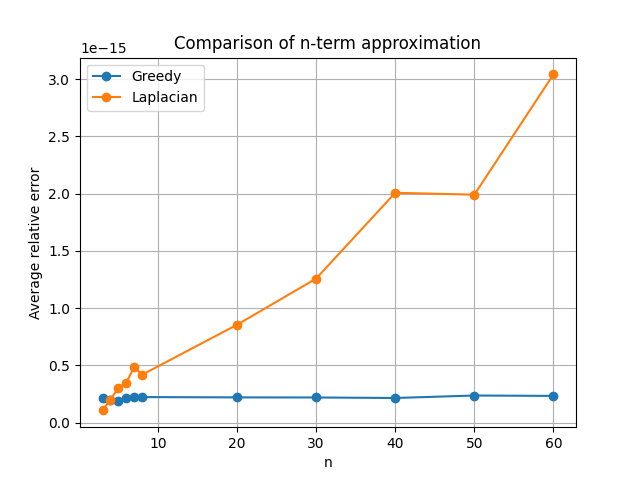 Comparison of n-term approximation
1e−15
Greedy
Laplacian
Average relative error
3.0
2.5
2.0
1.5
1.0
0.5
0.0
10
20
30
40
50
60
n